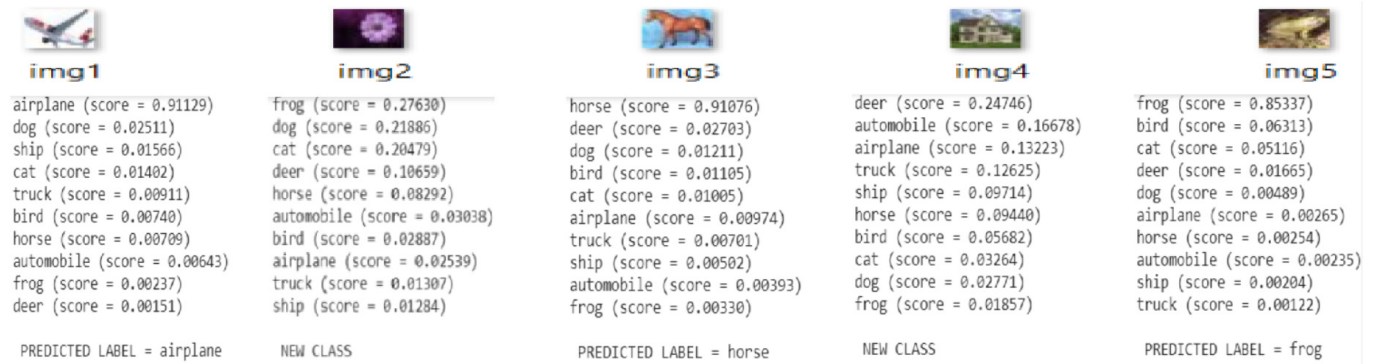 img1
airplane (score = 0.91129)
dog (score = 0.02511)
ship (score = 0.01566)
cat (score = 0.01402)
truck (score = 0.00911)
bird (score = 0.00740)
horse (score = 0.00709)
automobile (score = 0.00643)
frog (score = 0.00237)
deer (score = 0.00151)
PREDICTED LABEL = airplane
img2
frog (score = 0.27630)
dog (score = 0.21886)
cat (score = 0.20479)
deer (score = 0.10659)
horse (score = 0.08292)
automobile (score = 0.03038)
bird (score = 0.02887)
airplane (score = 0.02539)
truck (score = 0.01307)
ship (score = 0.01284)
NEW CLASS
img3
horse (score = 0.91076)
deer (score = 0.02703)
dog (score = 0.01211)
bird (score = 0.01105)
cat (score = 0.01005)
airplane (score = 0.00974)
truck (score = 0.00701)
ship (score = 0.00502)
automobile (score = 0.00393)
frog (score = 0.00330)
PREDICTED LABEL = horse
img4
deer (score = 0.24746)
automobile (score = 0.16678)
airplane (score = 0.13223)
truck (score = 0.12625)
ship (score = 0.09714)
horse (score = 0.09440)
bird (score = 0.05682)
cat (score = 0.03264)
dog (score = 0.02771)
frog (score = 0.01857)
NEW CLASS
img5
frog (score = 0.85337)
bird (score = 0.06313)
cat (score = 0.05116)
deer (score = 0.01665)
dog (score = 0.00489)
airplane (score = 0.00265)
horse (score = 0.00254)
automobile (score = 0.00235)
ship (score = 0.00204)
truck (score = 0.00122)
PREDICTED LABEL = frog